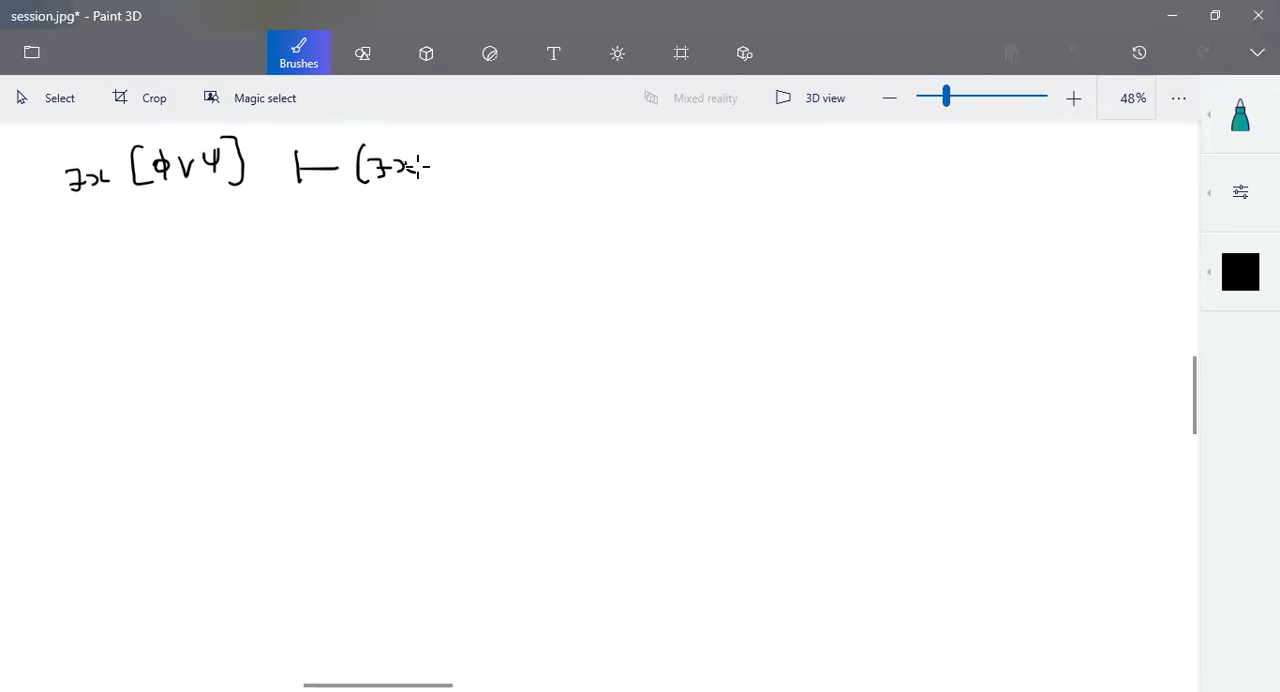 session.jpg* - Paint 3D
Brushes
Select
Crop
Magic select
Mixed reality
3D view
48%
∃x [ϕ ∨ ψ] ⊢ (∃x